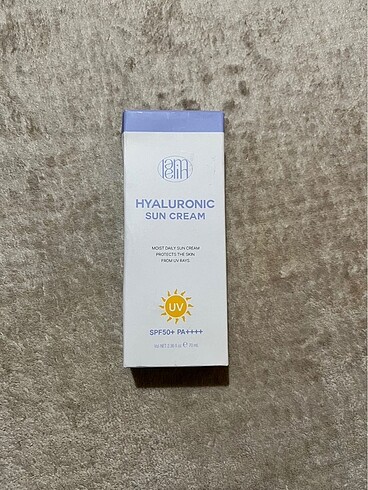 HYALURONIC
SUN CREAM
MOIST DAILY SUN CREAM
PROTECTS THE SKIN
FROM UV RAYS.
UV
SPF50+ PA++++